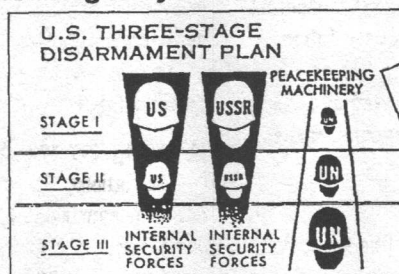 U.S. THREE-STAGE
DISARMAMENT PLAN
PEACEKEEPING
MACHINERY
STAGE I
US
USSR
UN
STAGE II
US
USSR
UN
STAGE III
INTERNAL
SECURITY
FORCES
INTERNAL
SECURITY
FORCES
UN